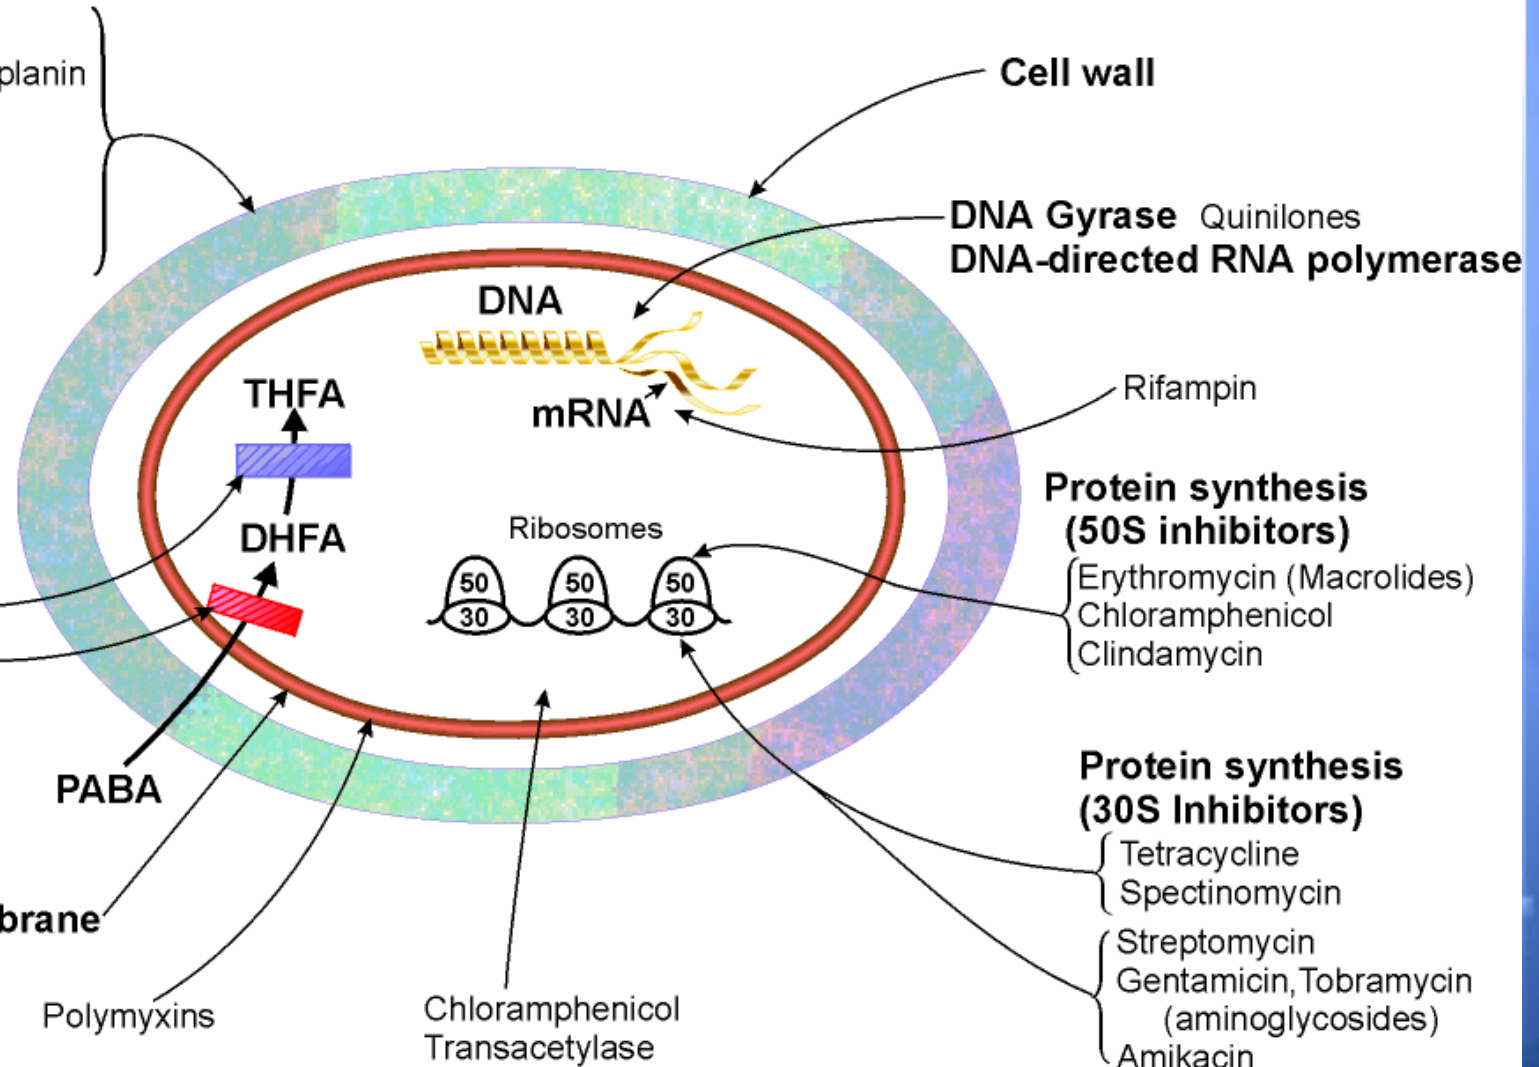 planin
Cell wall
DNA Gyrase Quinilones
DNA-directed RNA polymerase
DNA
THFA
mRNA
Rifampin
Protein synthesis
(50S inhibitors)
Ribosomes
DHFA
50 50 50
30 30 30
Erythromycin (Macrolides)
Chloramphenicol
Clindamycin
PABA
Protein synthesis
(30S Inhibitors)
Tetracycline
Spectinomycin
brane
Streptomycin
Gentamicin, Tobramycin
(aminoglycosides)
Amikacin
Polymyxins
Chloramphenicol
Transacetylase